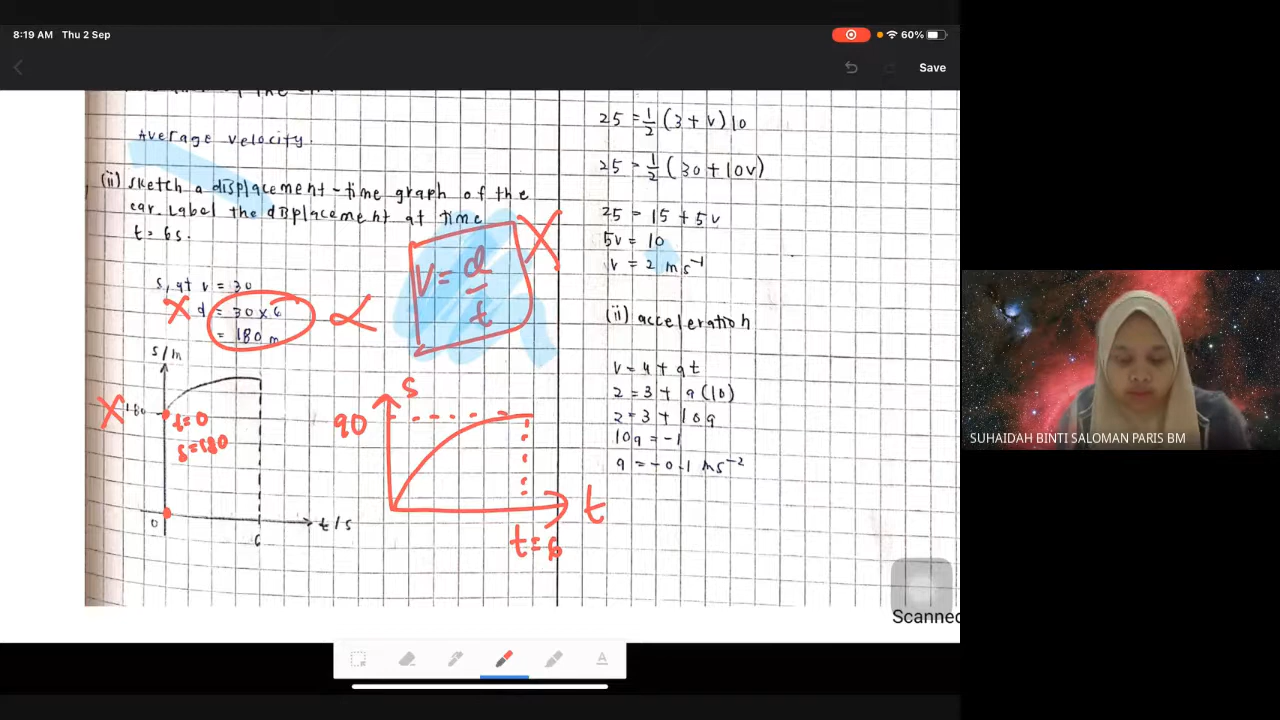 8:19 AM Thu 2 Sep
60%
Save
Average velocity.
(ii) sketch a displacement-time graph of the
car. Label the displacement at time
t = 6s.
s, at v = 30
X d = 30 x 6
= 180 m
α
V = d/t
X
s/m
X 180
t=0
s=180
0
6
t/s
s
90
t
t=6
25 = 1/2 (3 + v) 10
25 = 1/2 (30 + 10v)
25 = 15 + 5v
5v = 10
v = 2 ms⁻¹
(ii) acceleration
v = u + at
2 = 3 + a(10)
2 = 3 + 10a
10a = -1
a = -0.1 ms⁻²
Scanne
SUHAIDAH BINTI SALOMAN PARIS BM
A